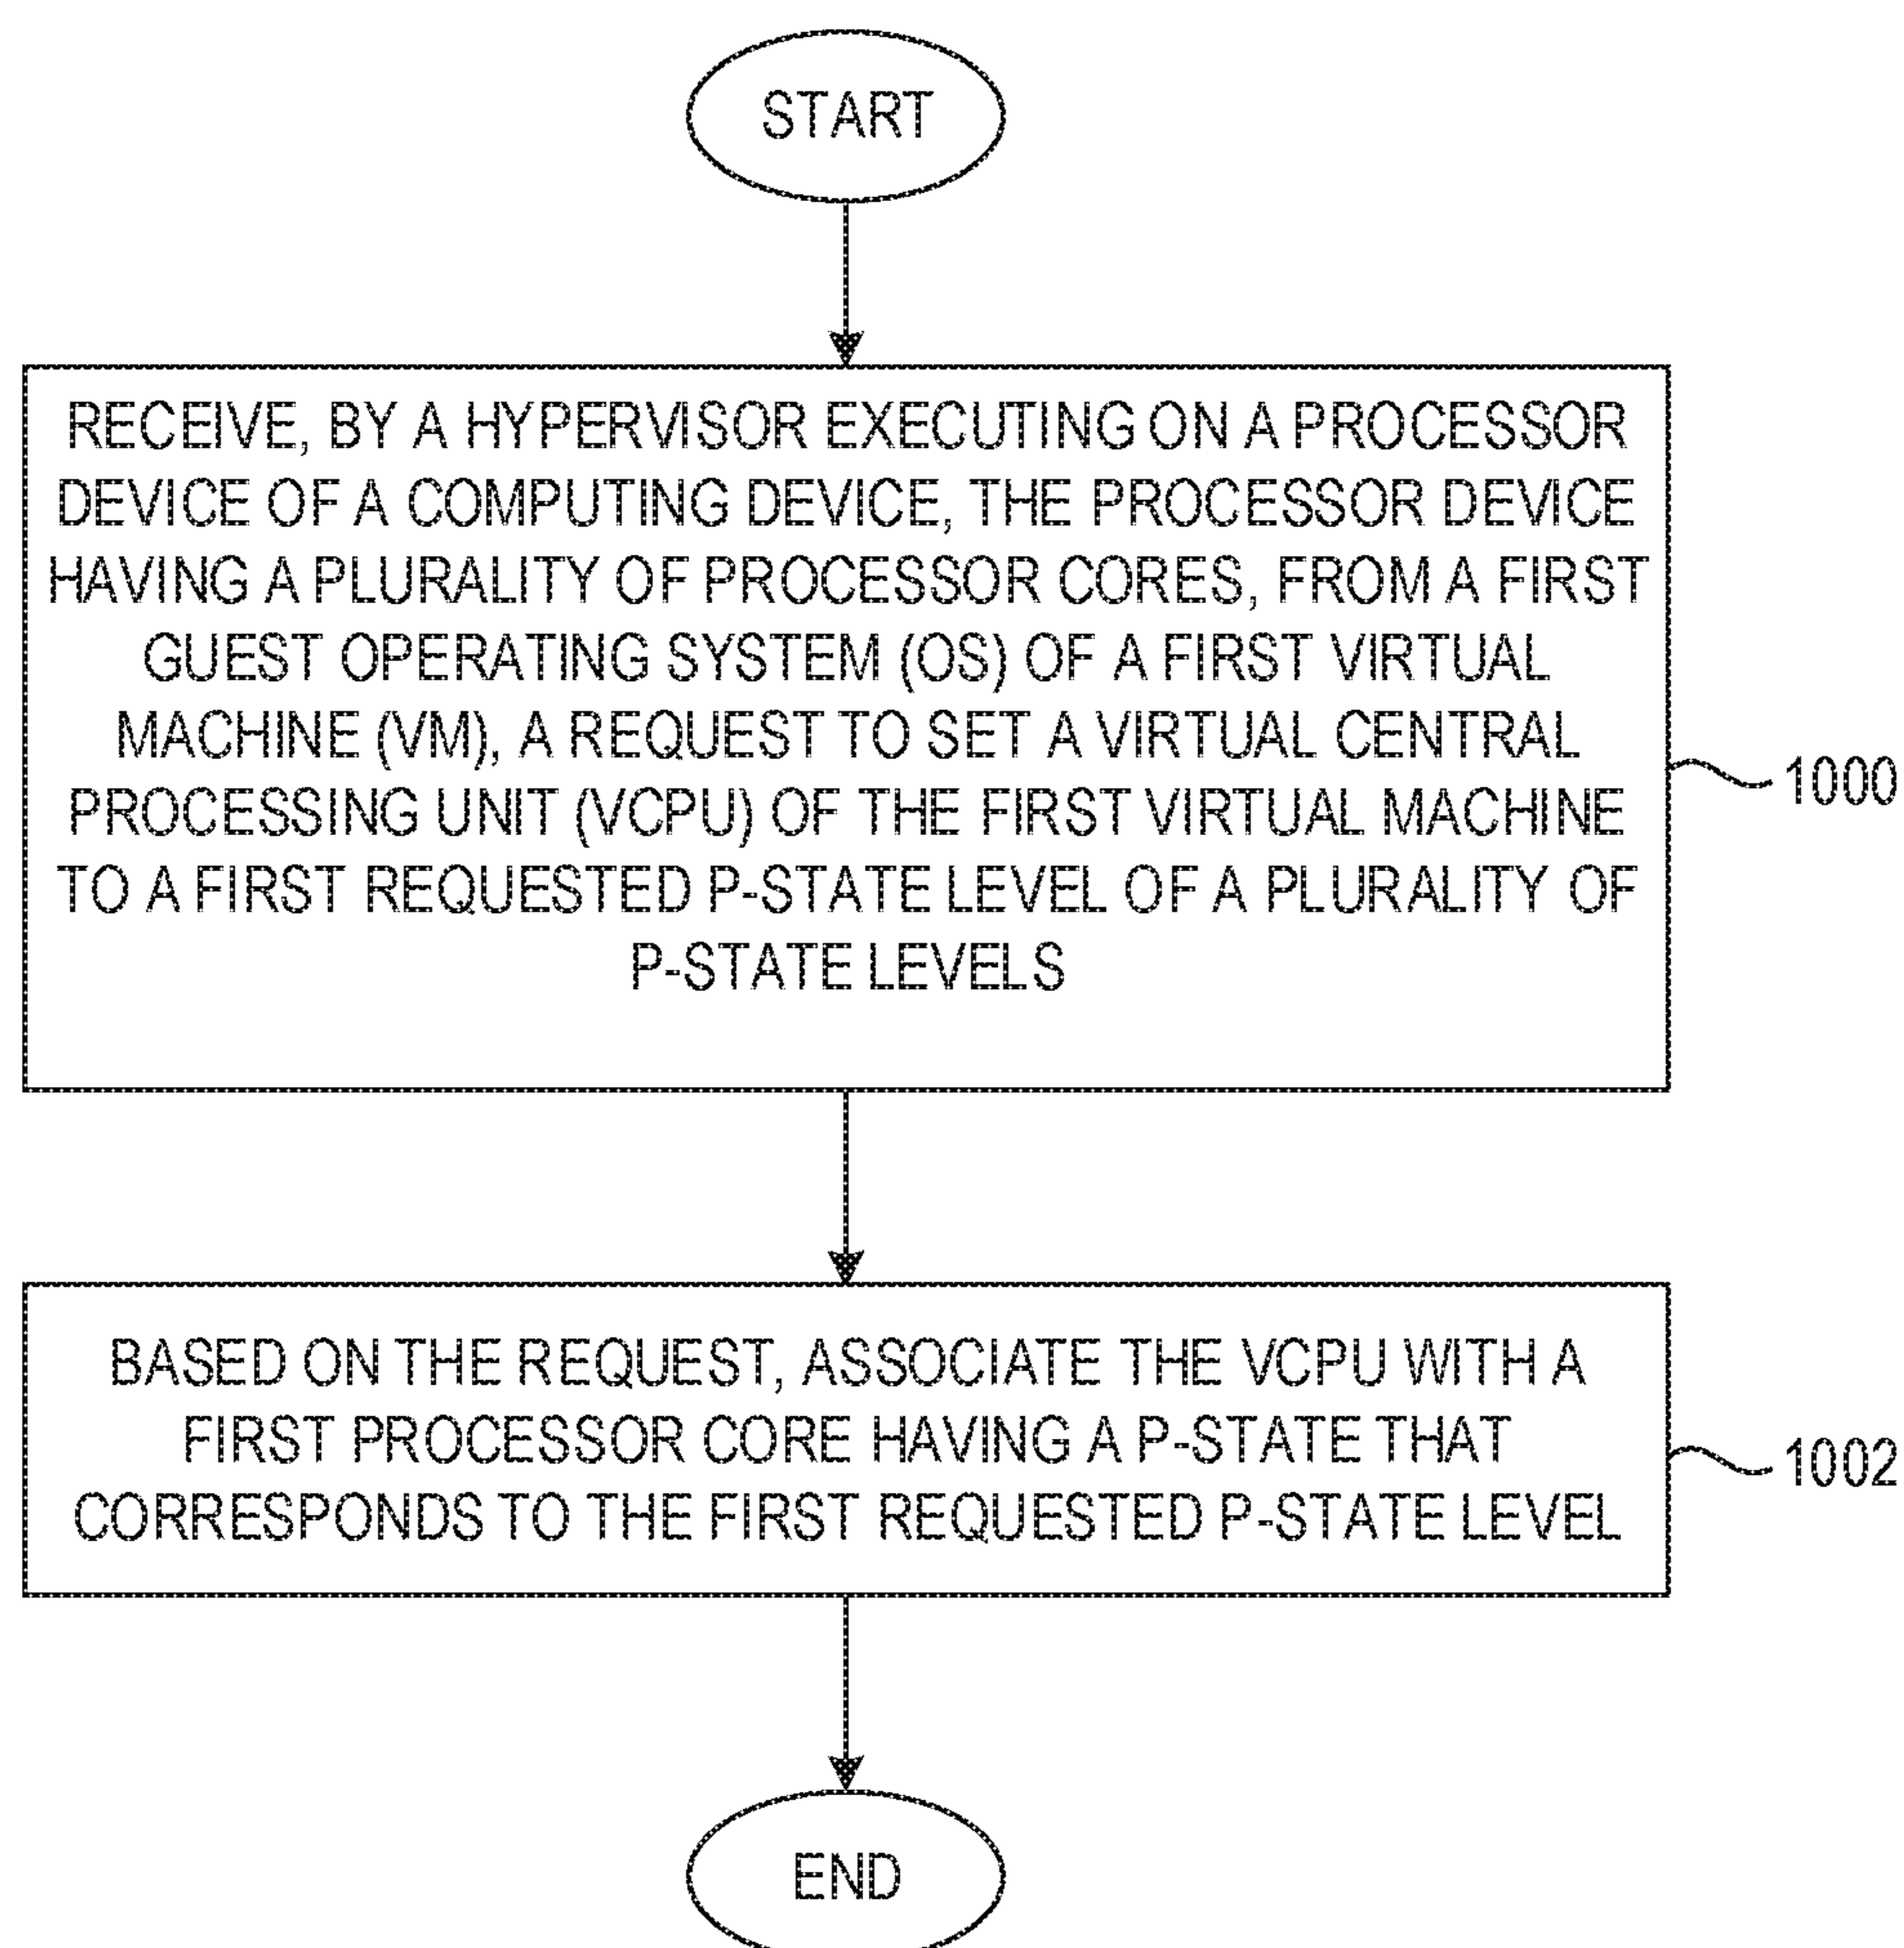 START
RECEIVE, BY A HYPERVISOR EXECUTING ON A PROCESSOR
DEVICE OF A COMPUTING DEVICE, THE PROCESSOR DEVICE
HAVING A PLURALITY OF PROCESSOR CORES, FROM A FIRST
GUEST OPERATING SYSTEM (OS) OF A FIRST VIRTUAL
MACHINE (VM), A REQUEST TO SET A VIRTUAL CENTRAL
PROCESSING UNIT (VCPU) OF THE FIRST VIRTUAL MACHINE
TO A FIRST REQUESTED P-STATE LEVEL OF A PLURALITY OF
P-STATE LEVELS
1000
BASED ON THE REQUEST, ASSOCIATE THE VCPU WITH A
FIRST PROCESSOR CORE HAVING A P-STATE THAT
CORRESPONDS TO THE FIRST REQUESTED P-STATE LEVEL
1002
END